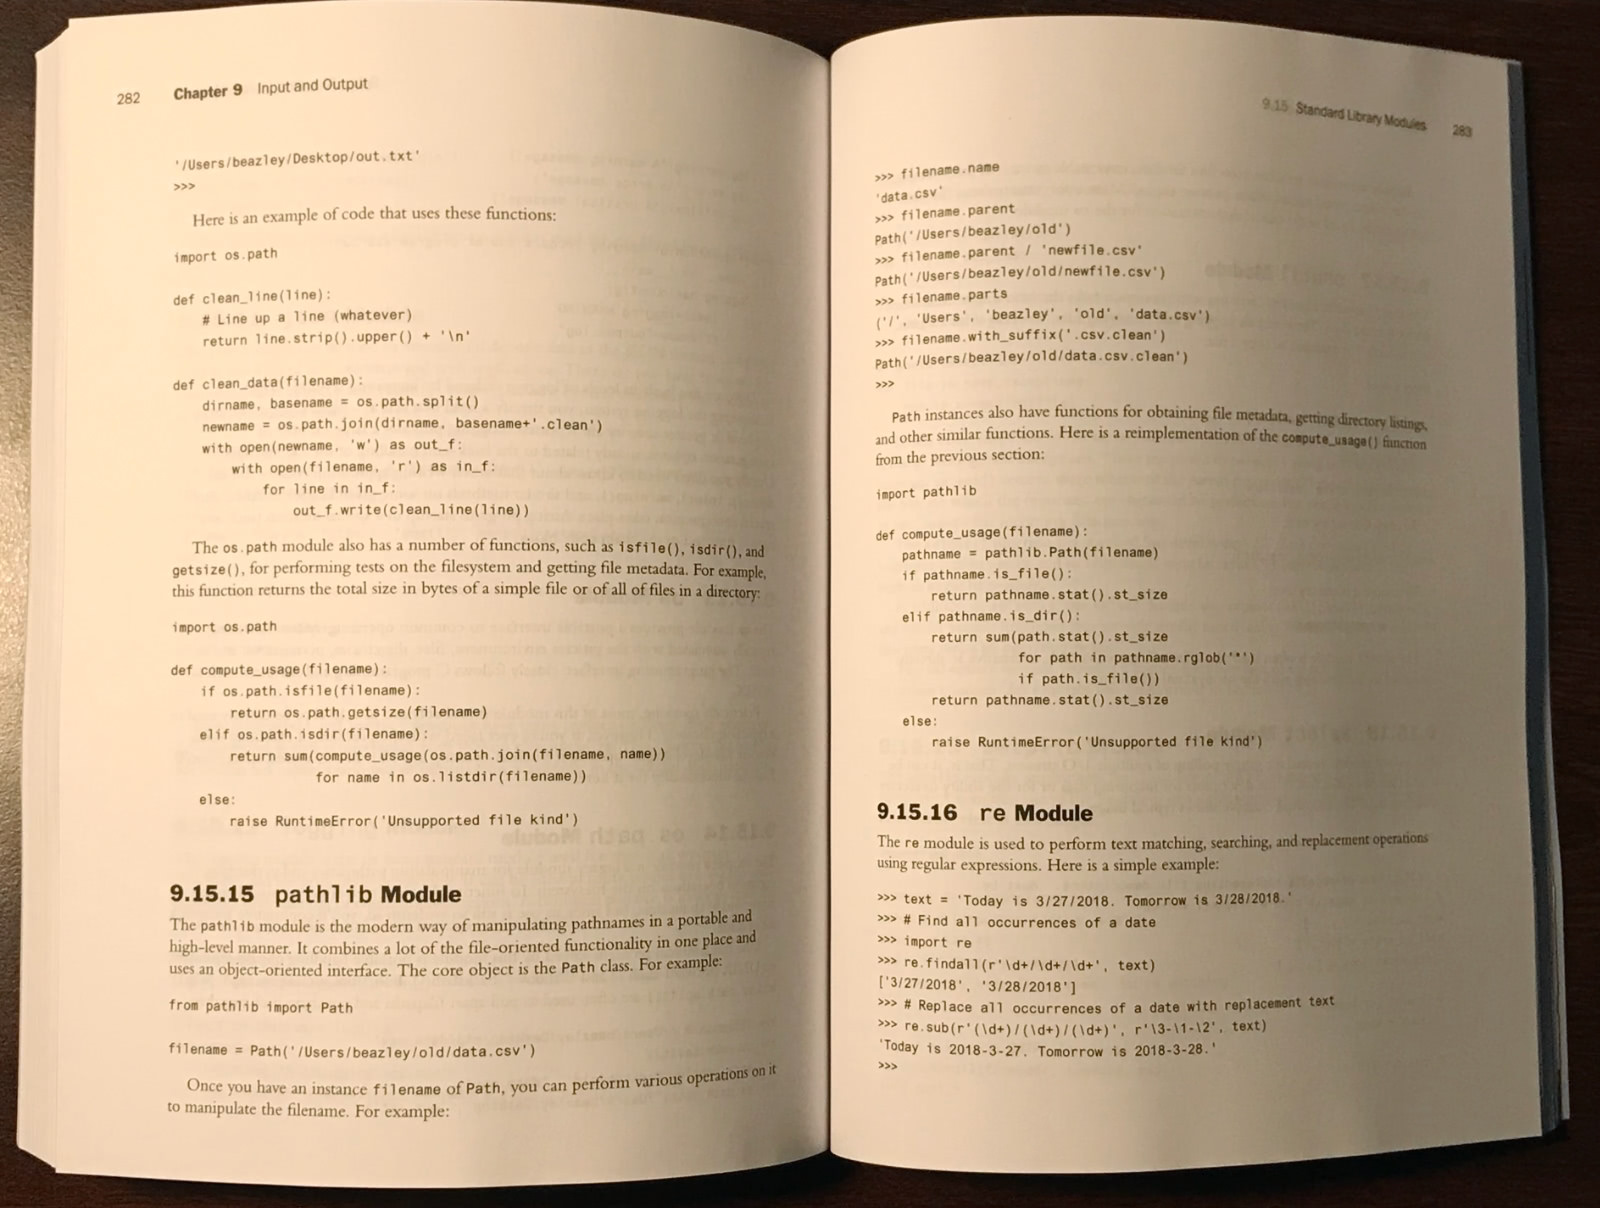 282 Chapter 9 Input and Output
'/Users/beazley/Desktop/out.txt'
>>>
Here is an example of code that uses these functions:
import os.path
def clean_line(line):
# Line up a line (whatever)
return line.strip().upper() + '\n'
def clean_data(filename):
dirname, basename = os.path.split()
newname = os.path.join(dirname, basename+'.clean')
with open(newname, 'w') as out_f:
with open(filename, 'r') as in_f:
for line in in_f:
out_f.write(clean_line(line))
The os.path module also has a number of functions, such as isfile(), isdir(), and
getsize(), for performing tests on the filesystem and getting file metadata. For example,
this function returns the total size in bytes of a simple file or of all of files in a directory:
import os.path
def compute_usage(filename):
if os.path.isfile(filename):
return os.path.getsize(filename)
elif os.path.isdir(filename):
return sum(compute_usage(os.path.join(filename, name))
for name in os.listdir(filename))
else:
raise RuntimeError('Unsupported file kind')
9.15.15 pathlib Module
The pathlib module is the modern way of manipulating pathnames in a portable and
high-level manner. It combines a lot of the file-oriented functionality in one place and
uses an object-oriented interface. The core object is the Path class. For example:
from pathlib import Path
filename = Path('/Users/beazley/old/data.csv')
Once you have an instance filename of Path, you can perform various operations on it
to manipulate the filename. For example:
9.15 Standard Library Modules 283
>>> filename.name
'data.csv'
>>> filename.parent
Path('/Users/beazley/old')
>>> filename.parent / 'newfile.csv'
Path('/Users/beazley/old/newfile.csv')
>>> filename.parts
('/', 'Users', 'beazley', 'old', 'data.csv')
>>> filename.with_suffix('.csv.clean')
Path('/Users/beazley/old/data.csv.clean')
>>>
Path instances also have functions for obtaining file metadata, getting directory listings,
and other similar functions. Here is a reimplementation of the compute_usage() function
from the previous section:
import pathlib
def compute_usage(filename):
pathname = pathlib.Path(filename)
if pathname.is_file():
return pathname.stat().st_size
elif pathname.is_dir():
return sum(path.stat().st_size
for path in pathname.rglob('*')
if path.is_file())
return pathname.stat().st_size
else:
raise RuntimeError('Unsupported file kind')
9.15.16 re Module
The re module is used to perform text matching, searching, and replacement operations
using regular expressions. Here is a simple example:
>>> text = 'Today is 3/27/2018. Tomorrow is 3/28/2018.'
>>> # Find all occurrences of a date
>>> import re
>>> re.findall(r'\d+/\d+/\d+', text)
['3/27/2018', '3/28/2018']
>>> # Replace all occurrences of a date with replacement text
>>> re.sub(r'(\d+)/(\d+)/(\d+)', r'\3-\1-\2', text)
'Today is 2018-3-27. Tomorrow is 2018-3-28.'
>>>